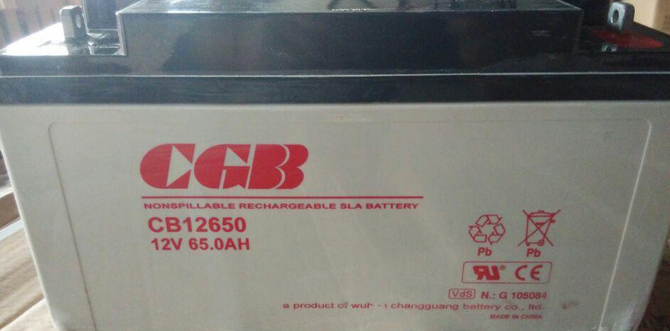 CGB
NONSPILLABLE RECHARGEABLE SLA BATTERY
CB12650
12V 65.0AH
Pb Pb
RU CE
VdS N.: G 105084
a product of changguang battery co., ltd.
MADE IN CHINA